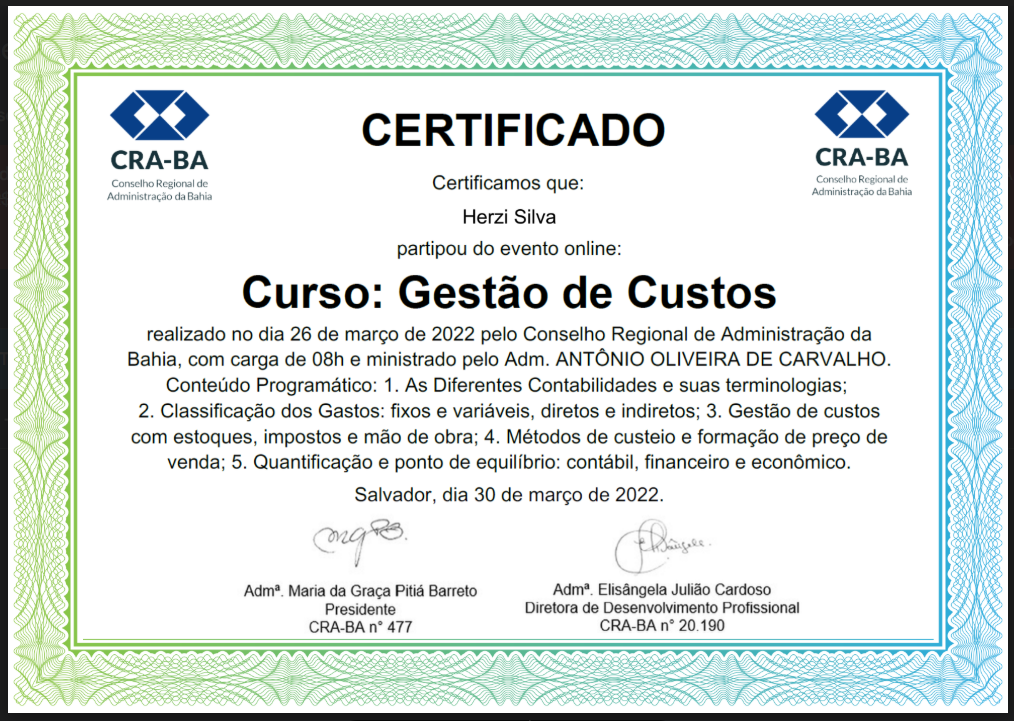 CRA-BA
Conselho Regional de
Administração da Bahia
CERTIFICADO
CRA-BA
Conselho Regional de
Administração da Bahia
Certificamos que:
Herzi Silva
partipou do evento online:
Curso: Gestão de Custos
realizado no dia 26 de março de 2022 pelo Conselho Regional de Administração da
Bahia, com carga de 08h e ministrado pelo Adm. ANTÔNIO OLIVEIRA DE CARVALHO.
Conteúdo Programático: 1. As Diferentes Contabilidades e suas terminologias;
2. Classificação dos Gastos: fixos e variáveis, diretos e indiretos; 3. Gestão de custos
com estoques, impostos e mão de obra; 4. Métodos de custeio e formação de preço de
venda; 5. Quantificação e ponto de equilíbrio: contábil, financeiro e econômico.
Salvador, dia 30 de março de 2022.
Admª. Maria da Graça Pitiá Barreto
Presidente
CRA-BA n° 477
Admª. Elisângela Julião Cardoso
Diretora de Desenvolvimento Profissional
CRA-BA n° 20.190